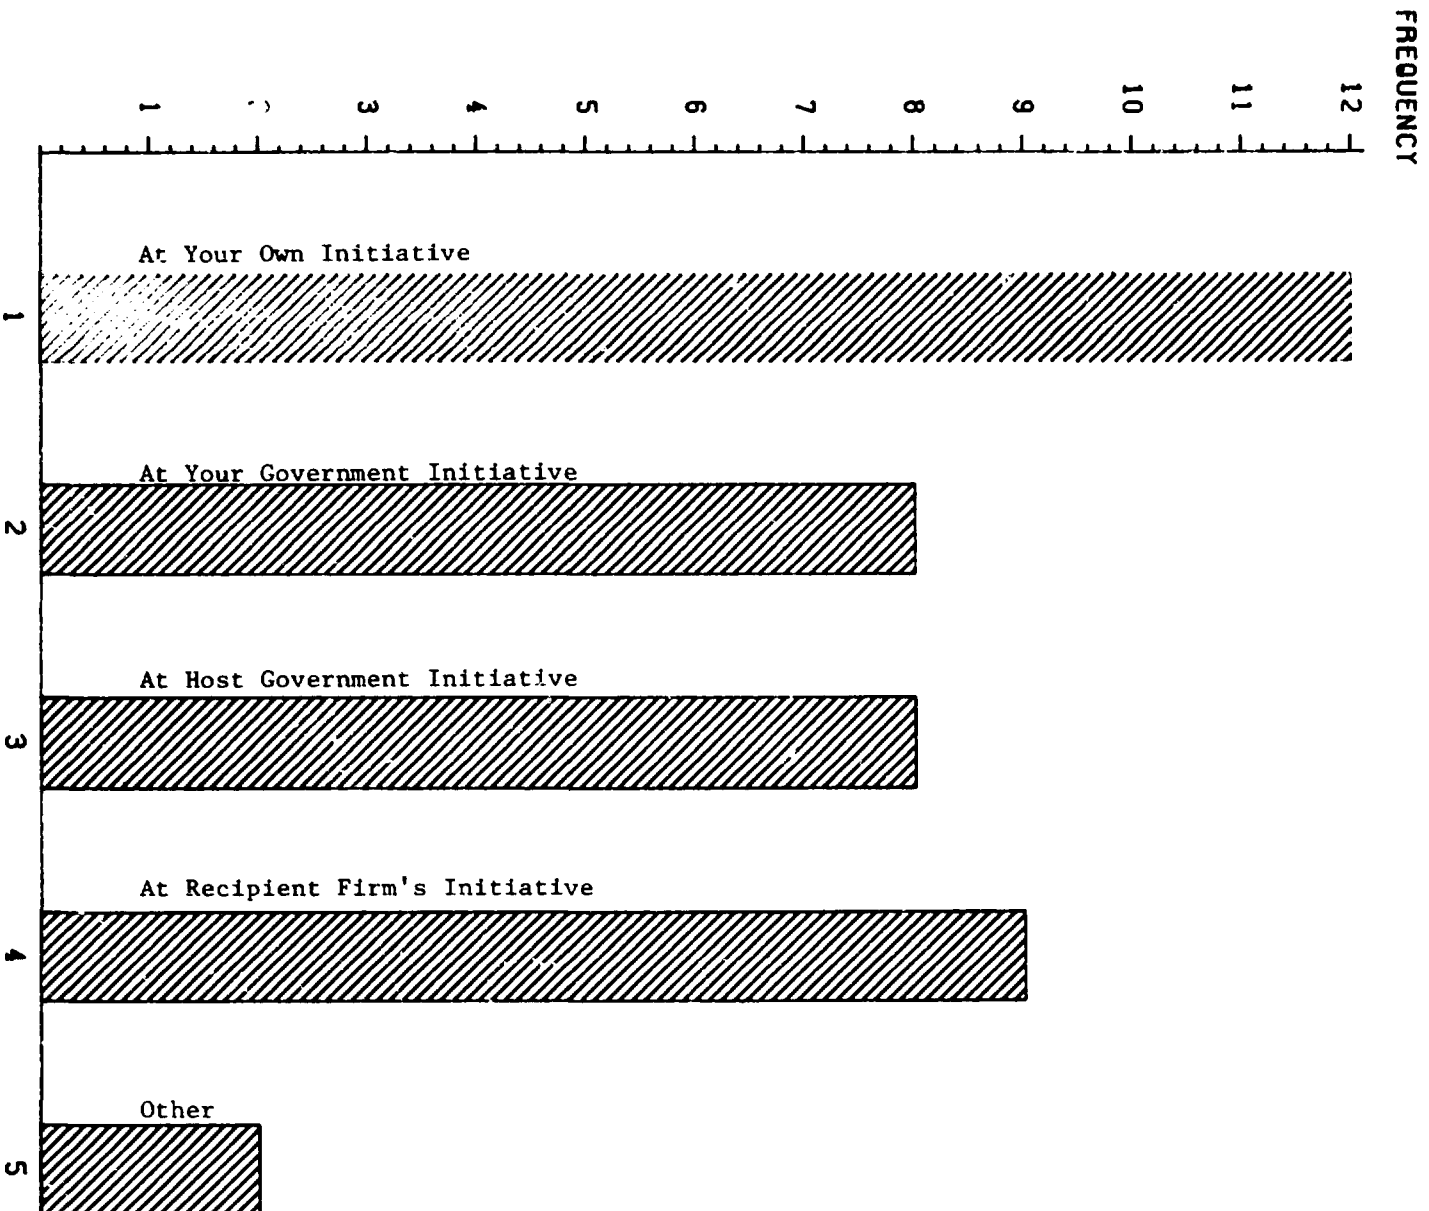 FREQUENCY
1 3 4 5 6 7 8 9 10 11 12
At Your Own Initiative
1
At Your Government Initiative
2
At Host Government Initiative
3
At Recipient Firm's Initiative
4
Other
5